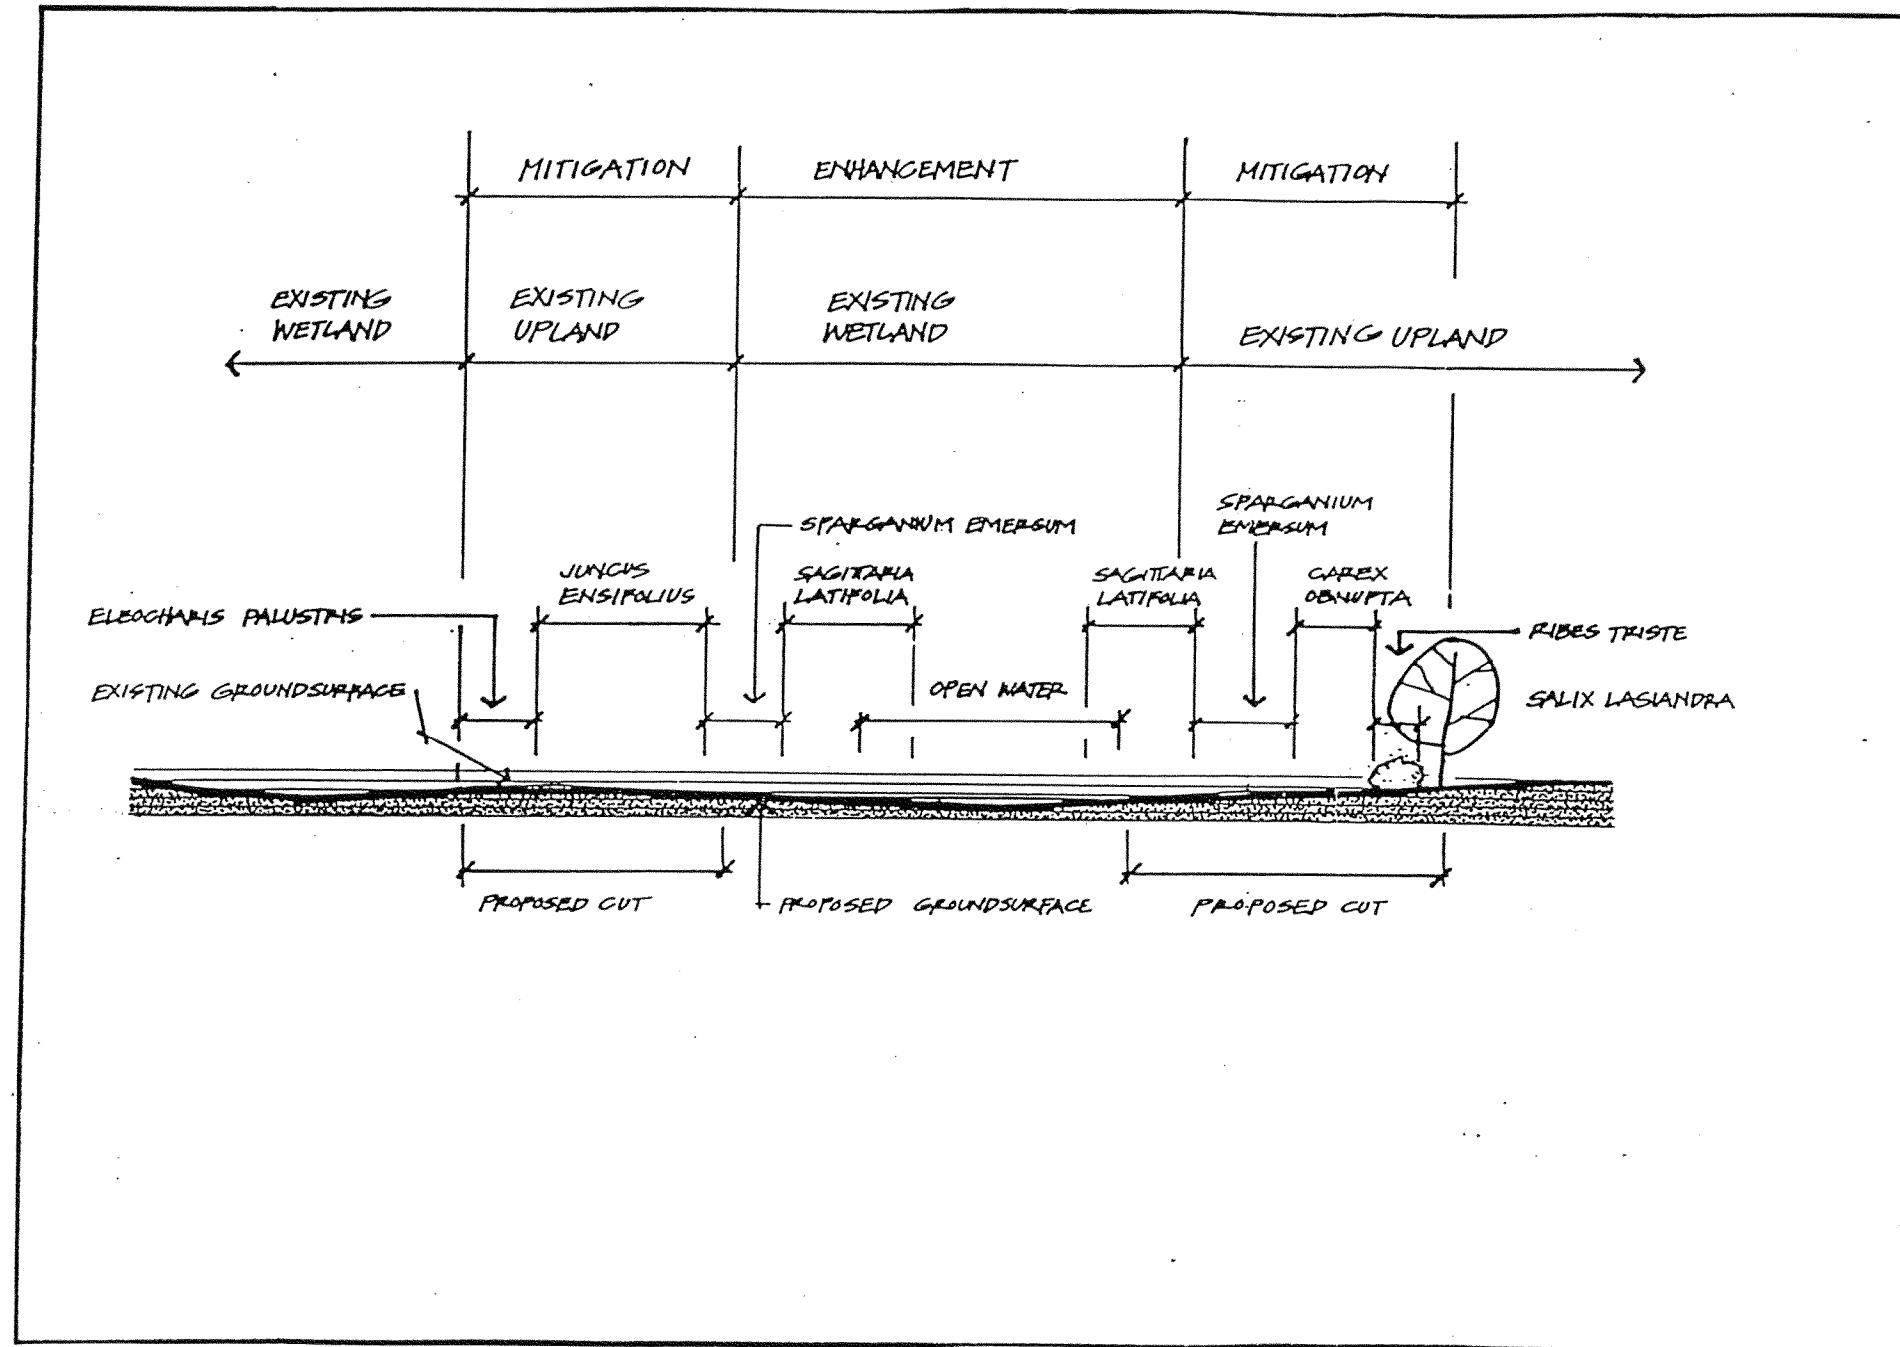 MITIGATION
ENHANCEMENT
MITIGATION
EXISTING
WETLAND
EXISTING
UPLAND
EXISTING
WETLAND
EXISTING UPLAND
SPARGANIUM EMERSUM
SPARGANIUM
EMERSUM
JUNCUS
ENSIFOLIUS
SAGITTARIA
LATIFOLIA
SAGITTARIA
LATIFOLIA
CAREX
OBNUPTA
ELEOCHARIS PALUSTRIS
RIBES TRISTE
EXISTING GROUNDSURFACE
OPEN WATER
SALIX LASIANDRA
PROPOSED CUT
PROPOSED GROUNDSURFACE
PROPOSED CUT